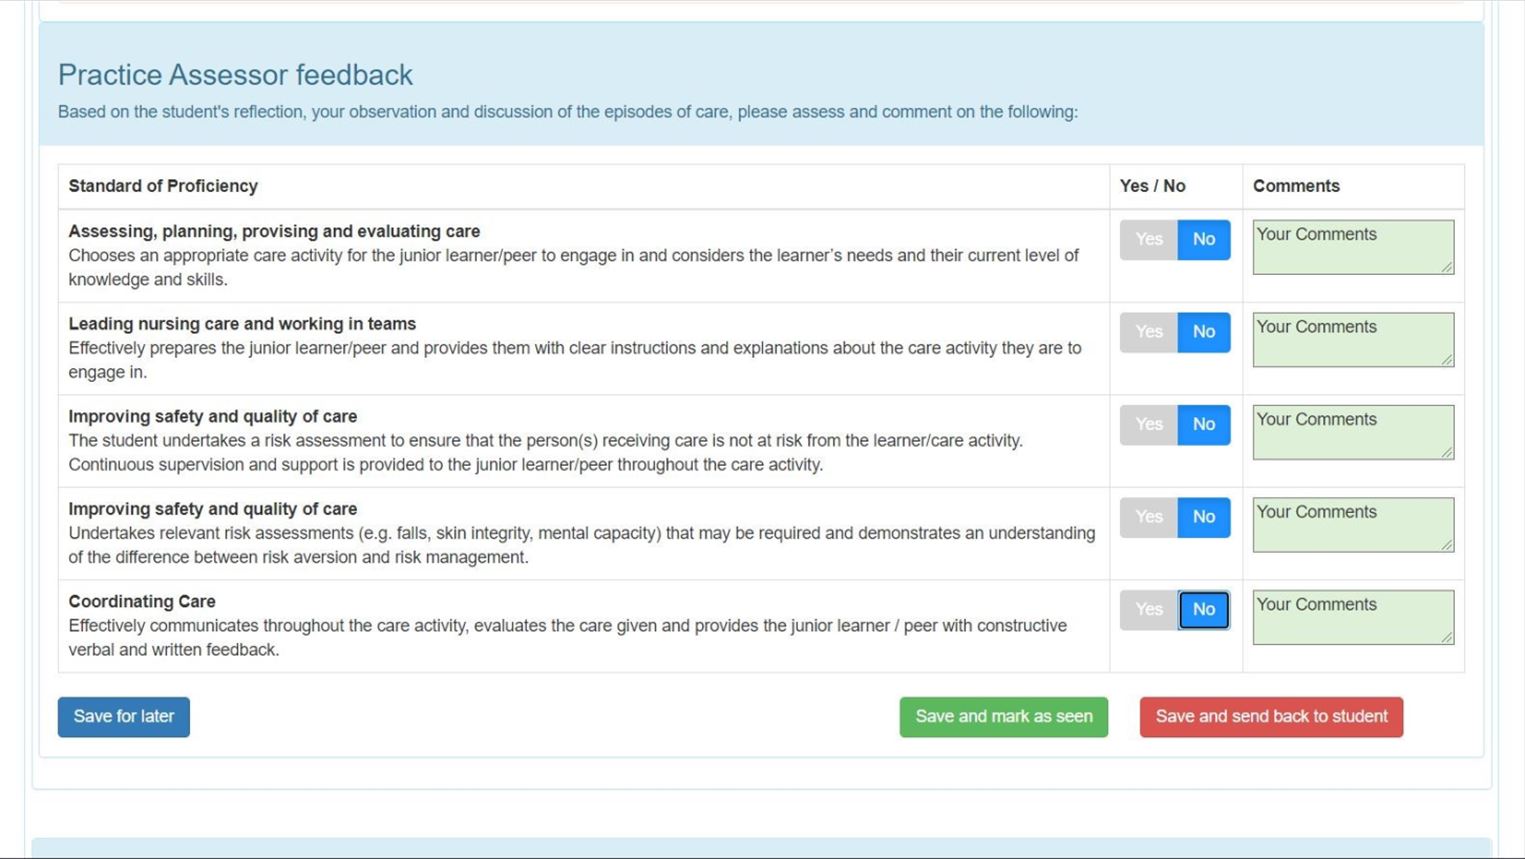 Practice Assessor feedback
Based on the student's reflection, your observation and discussion of the episodes of care, please assess and comment on the following:
Standard of Proficiency Yes / No Comments
Assessing, planning, provising and evaluating care
Chooses an appropriate care activity for the junior learner/peer to engage in and considers the learner’s needs and their current level of
knowledge and skills.
Yes No Your Comments
Leading nursing care and working in teams
Effectively prepares the junior learner/peer and provides them with clear instructions and explanations about the care activity they are to
engage in.
Yes No Your Comments
Improving safety and quality of care
The student undertakes a risk assessment to ensure that the person(s) receiving care is not at risk from the learner/care activity.
Continuous supervision and support is provided to the junior learner/peer throughout the care activity.
Yes No Your Comments
Improving safety and quality of care
Undertakes relevant risk assessments (e.g. falls, skin integrity, mental capacity) that may be required and demonstrates an understanding
of the difference between risk aversion and risk management.
Yes No Your Comments
Coordinating Care
Effectively communicates throughout the care activity, evaluates the care given and provides the junior learner / peer with constructive
verbal and written feedback.
Yes No Your Comments
Save for later Save and mark as seen Save and send back to student